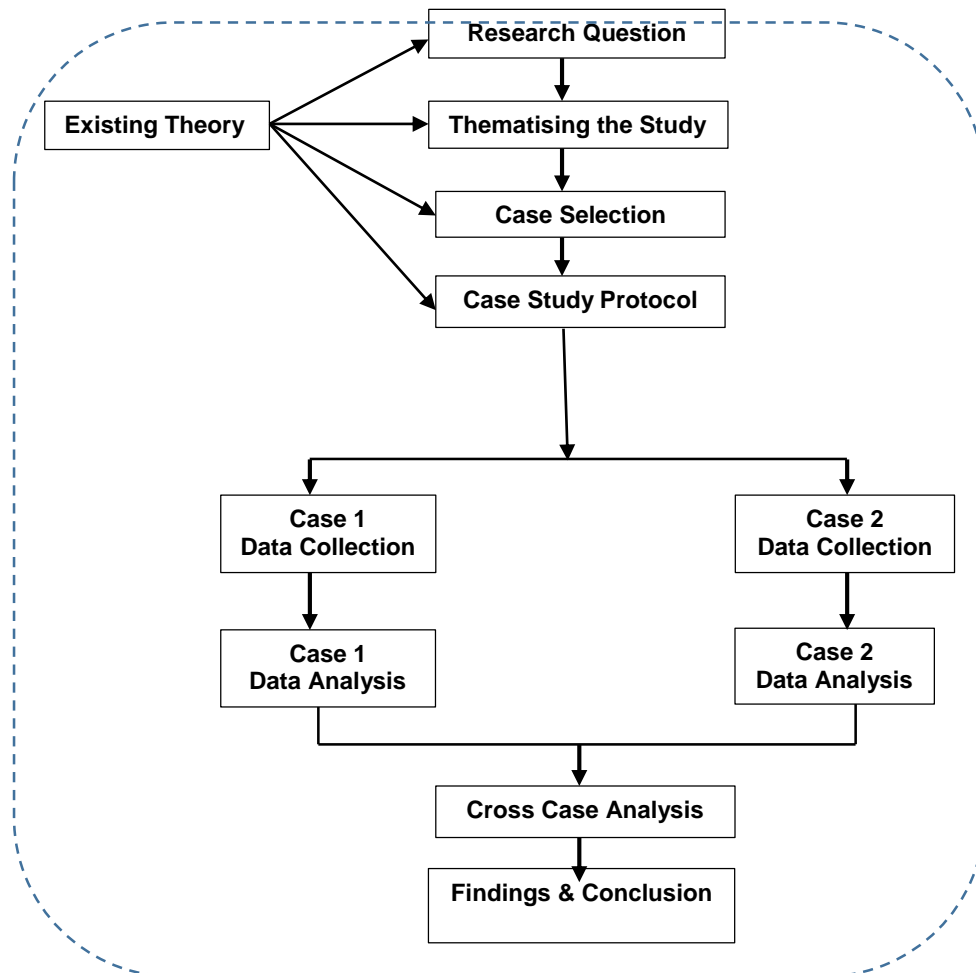 Research Question
Existing Theory
Thematising the Study
Case Selection
Case Study Protocol
Case 1
Data Collection
Case 2
Data Collection
Case 1
Data Analysis
Case 2
Data Analysis
Cross Case Analysis
Findings & Conclusion